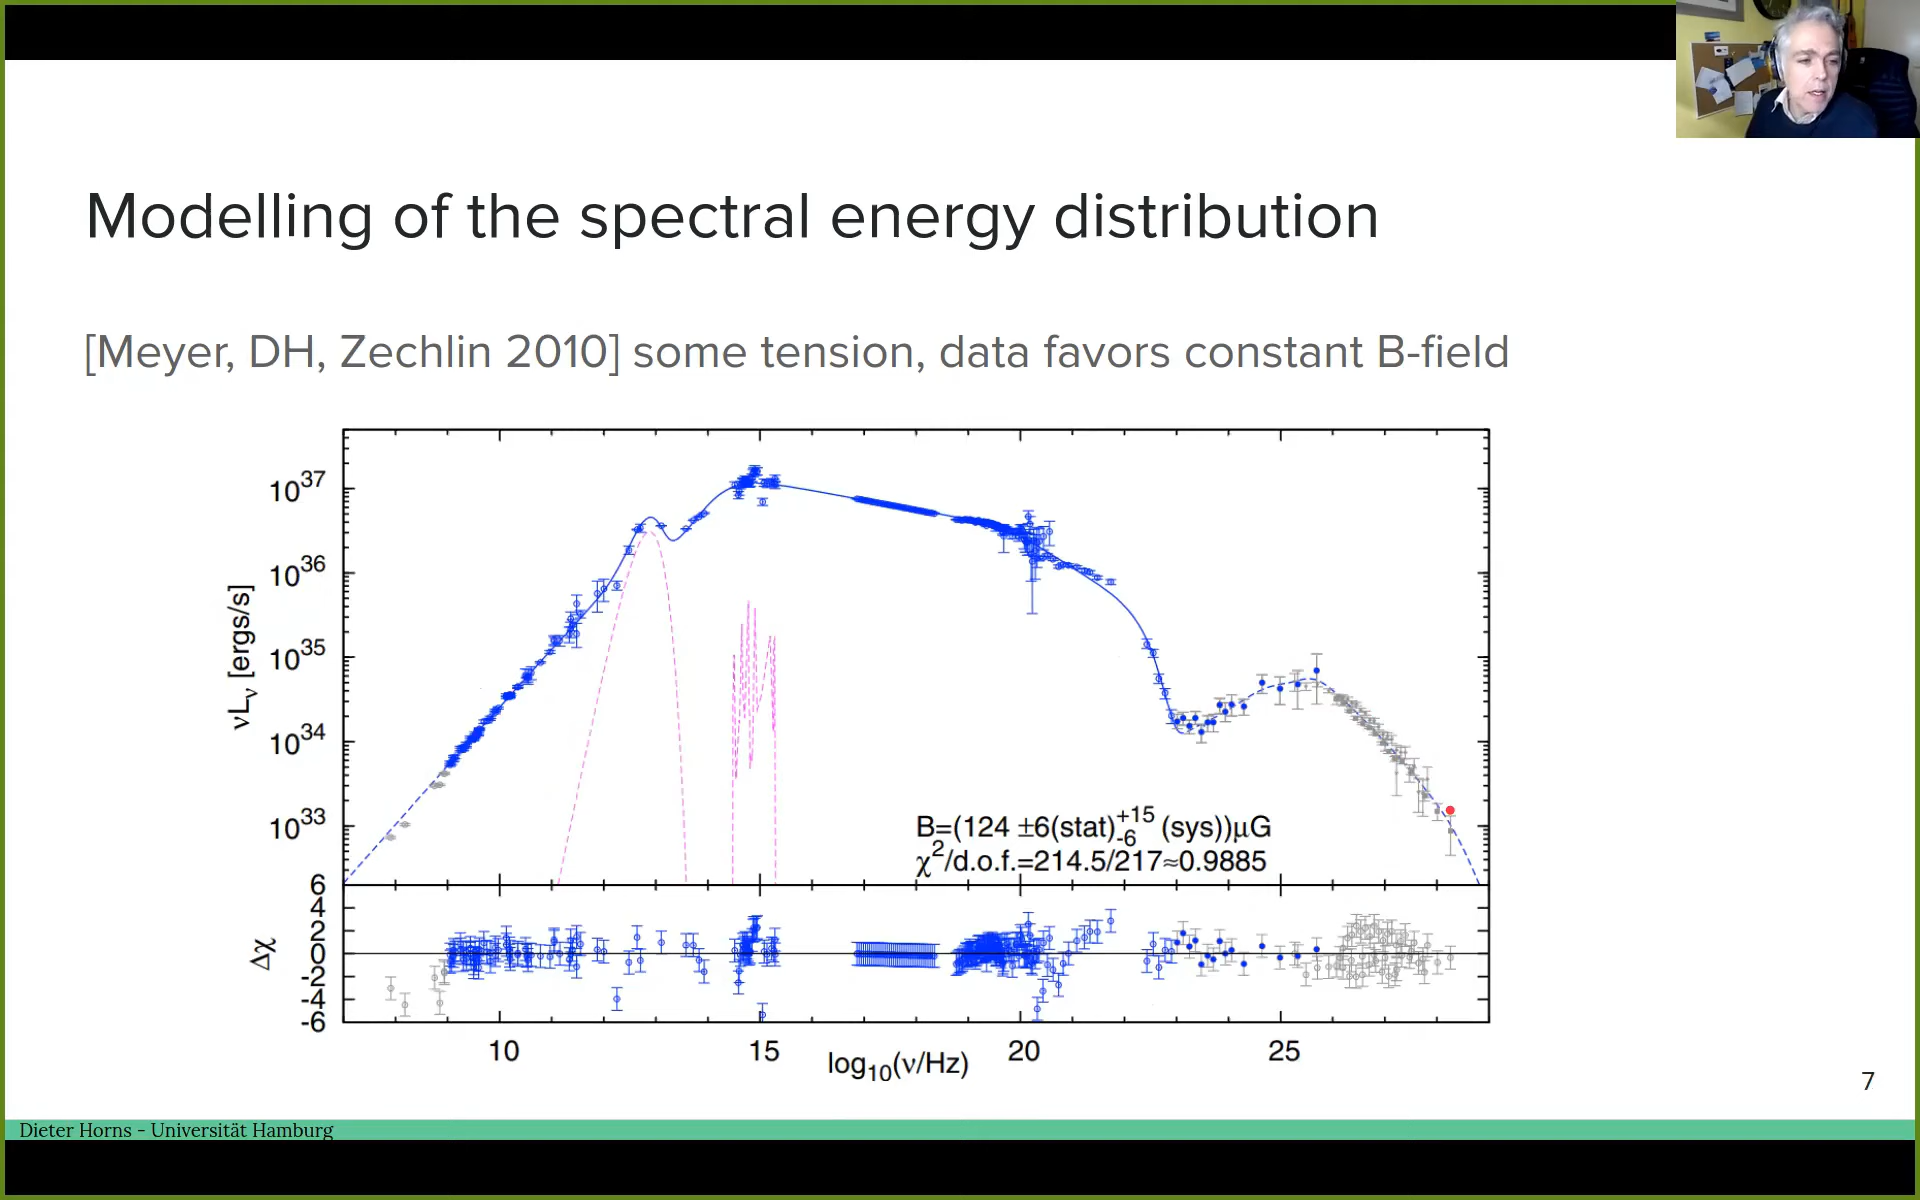 Modelling of the spectral energy distribution
[Meyer, DH, Zechlin 2010] some tension, data favors constant B-field
10^37
10^36
10^35
10^34
10^33
νL_ν [ergs/s]
B=(124 ±6(stat)^{+15}_{-6} (sys))μG
χ^2/d.o.f.=214.5/217≈0.9885
6
4
2
0
-2
-4
-6
Δχ
10 15 20 25
log_10(ν/Hz)
7
Dieter Horns - Universität Hamburg